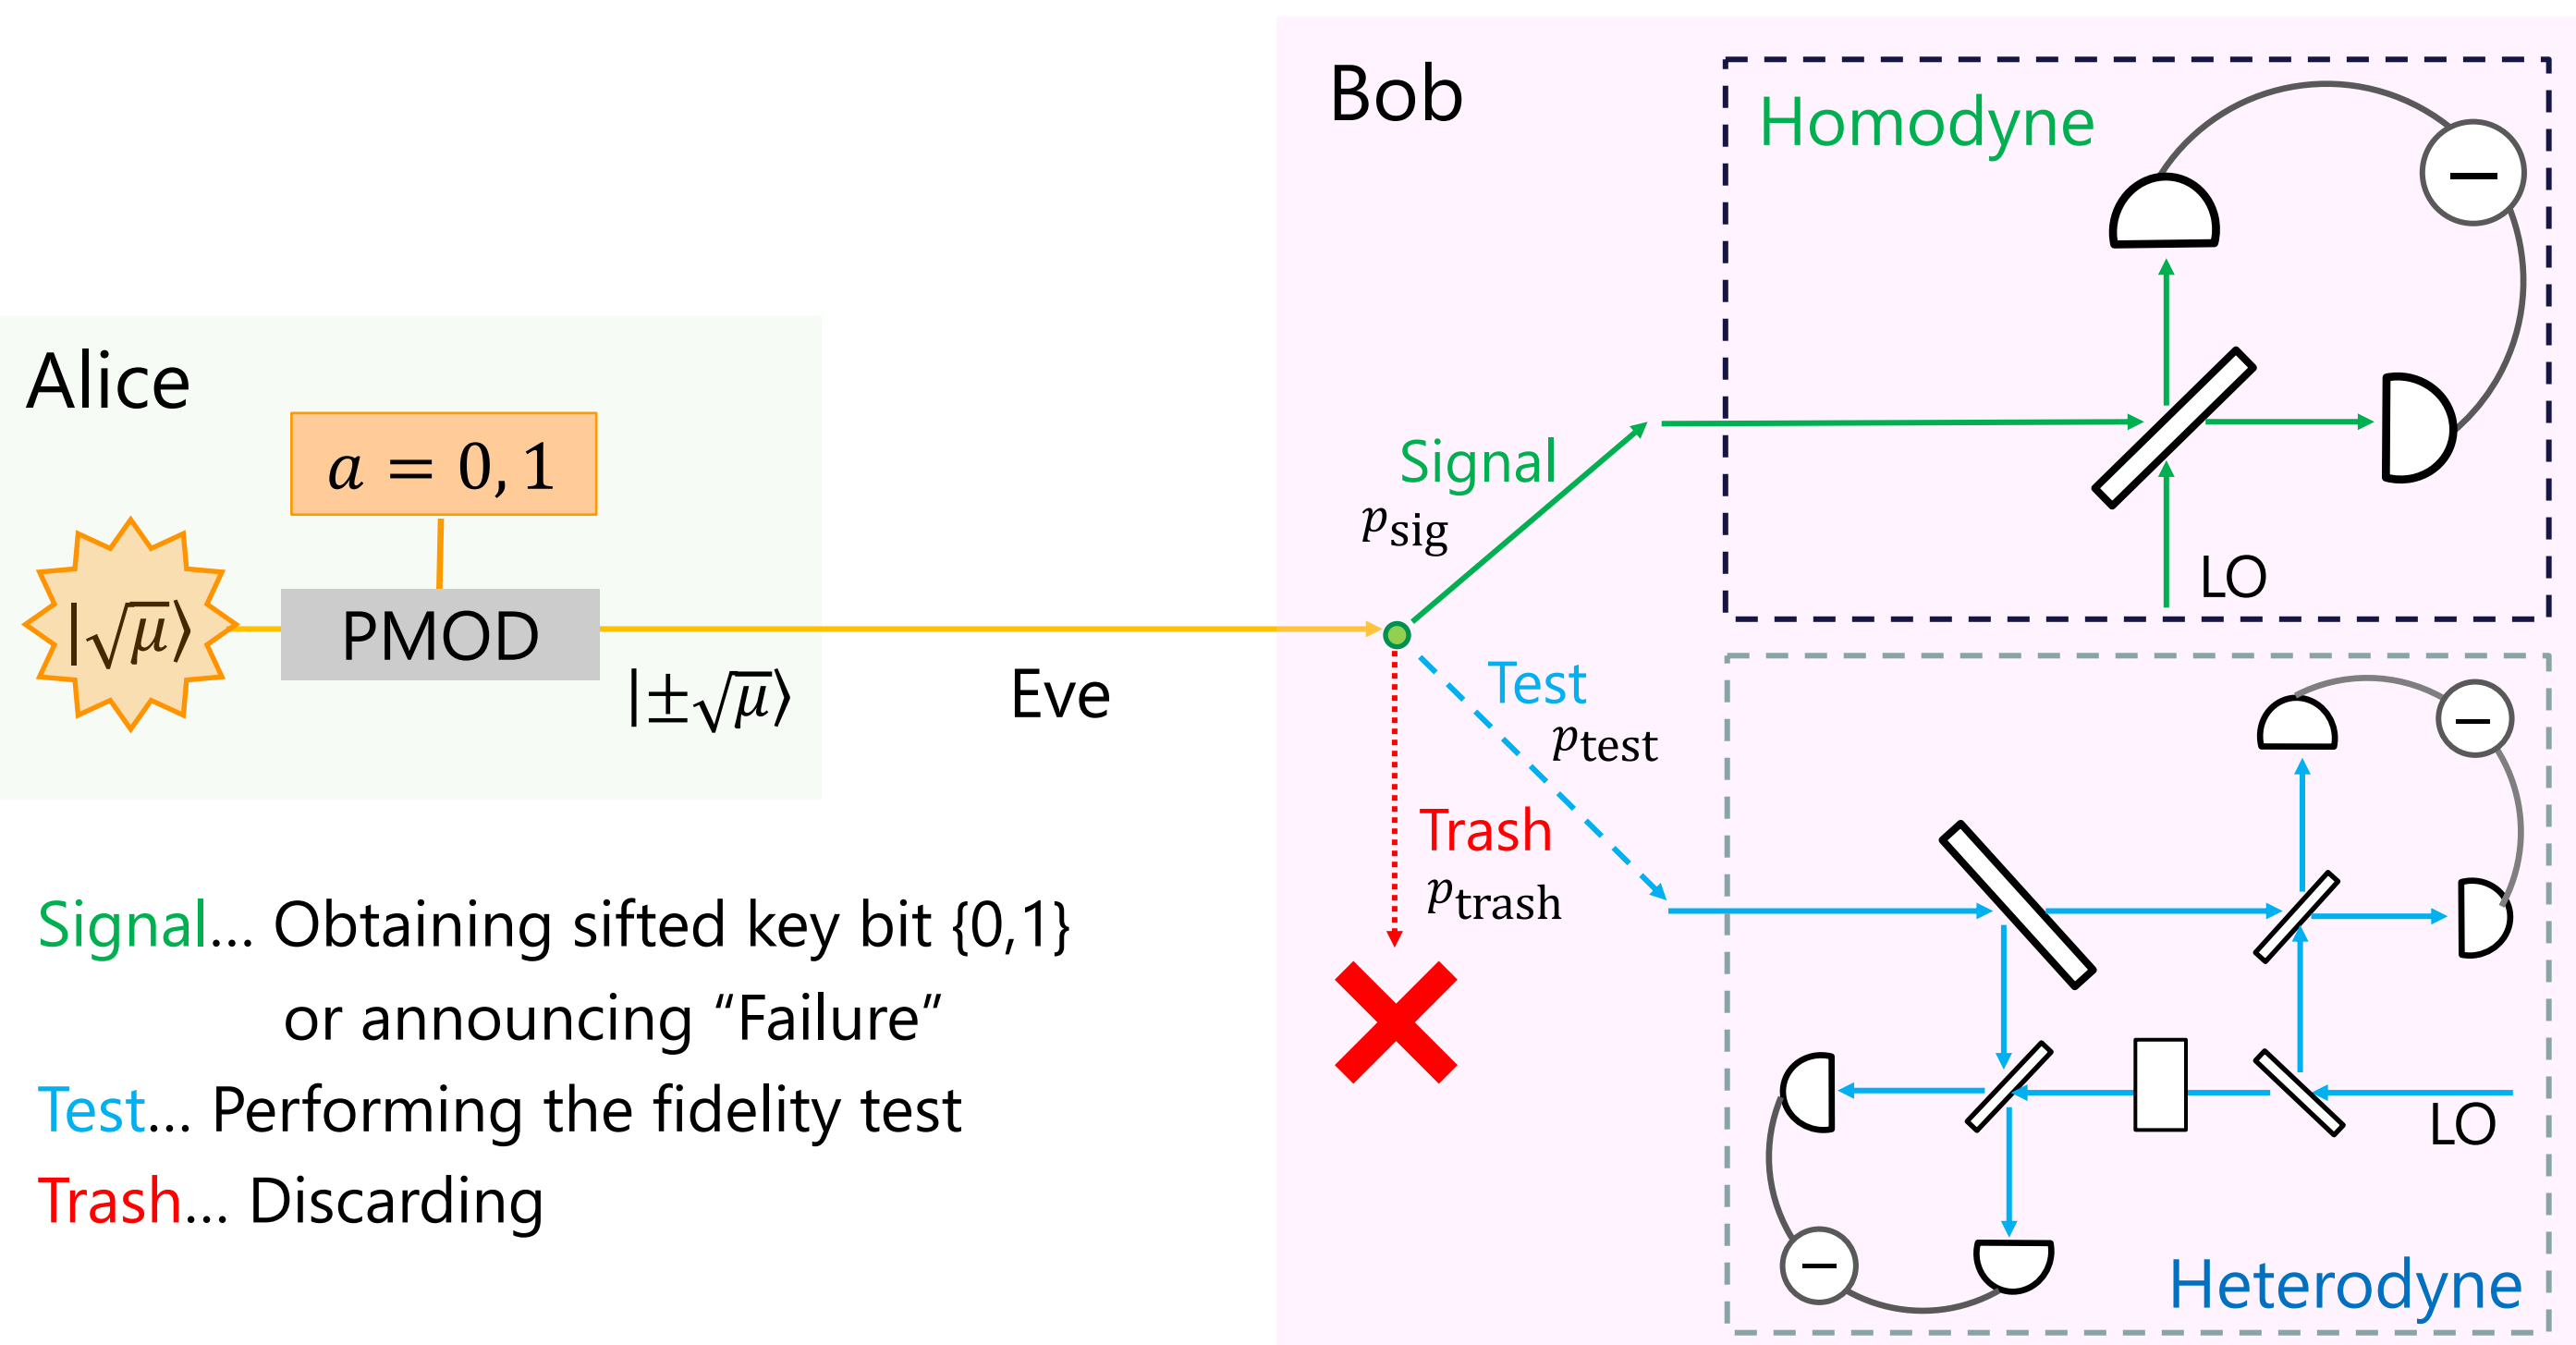 Bob
Homodyne
−
Alice
a = 0, 1
Signal
p_sig
LO
|√μ⟩
PMOD
|±√μ⟩
Eve
Test
p_test
−
Trash
p_trash
Signal… Obtaining sifted key bit {0,1}
or announcing “Failure”
Test… Performing the fidelity test
Trash… Discarding
LO
−
Heterodyne